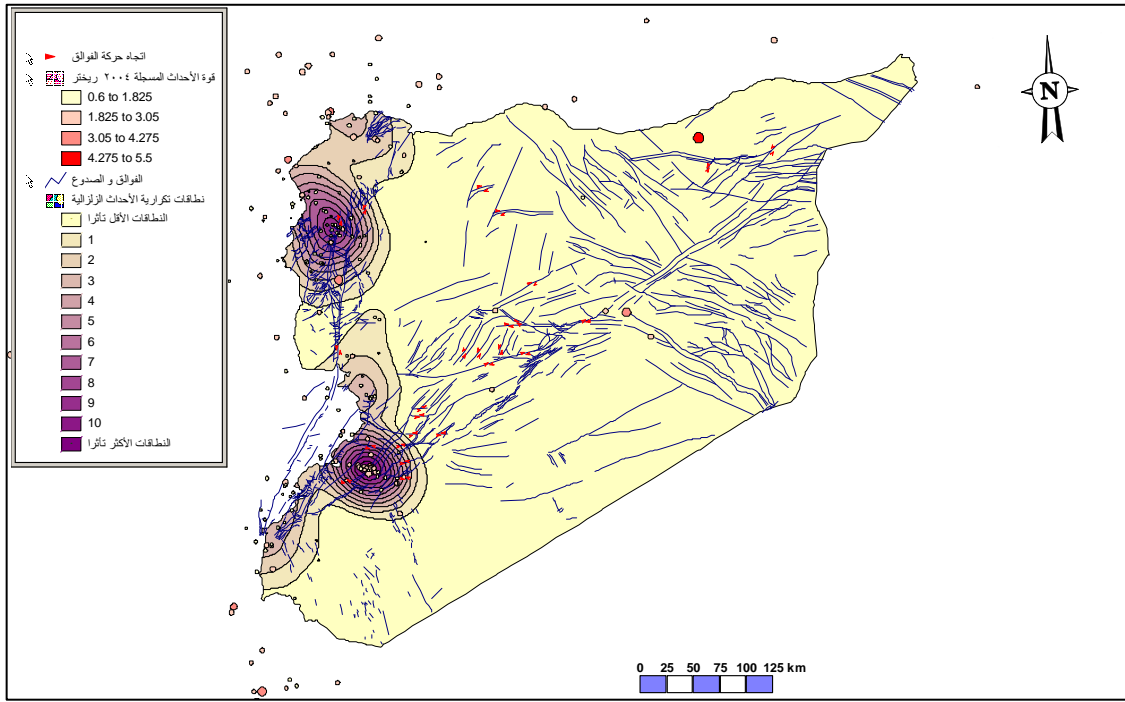 اتجاه حركة الفوالق
قوة الأحداث المسجلة ٢٠٠٤ ريختر
0.6 to 1.825
1.825 to 3.05
3.05 to 4.275
4.275 to 5.5
الفوالق و الصدوع
نطاقات تكرارية الأحداث الزلزالية
النطاقات الأقل تأثرا
1
2
3
4
5
6
7
8
9
10
النطاقات الأكثر تأثرا
N
0 25 50 75 100 125 km